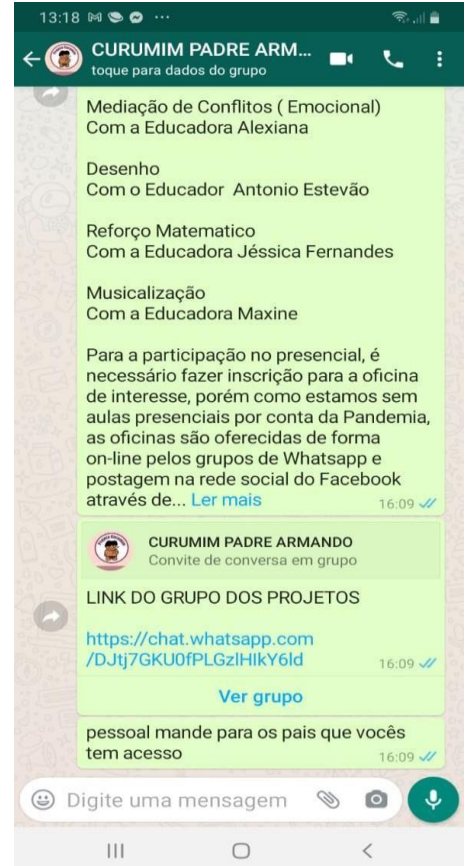 13:18
CURUMIM PADRE ARM...
toque para dados do grupo
Mediação de Conflitos ( Emocional)
Com a Educadora Alexiana
Desenho
Com o Educador Antonio Estevão
Reforço Matematico
Com a Educadora Jéssica Fernandes
Musicalização
Com a Educadora Maxine
Para a participação no presencial, é
necessário fazer inscrição para a oficina
de interesse, porém como estamos sem
aulas presenciais por conta da Pandemia,
as oficinas são oferecidas de forma
on-line pelos grupos de Whatsapp e
postagem na rede social do Facebook
através de... Ler mais
16:09
CURUMIM PADRE ARMANDO
Convite de conversa em grupo
LINK DO GRUPO DOS PROJETOS
https://chat.whatsapp.com
/DJtj7GKU0fPLGzlHIkY6ld
16:09
Ver grupo
pessoal mande para os pais que vocês
tem acesso
16:09
Digite uma mensagem